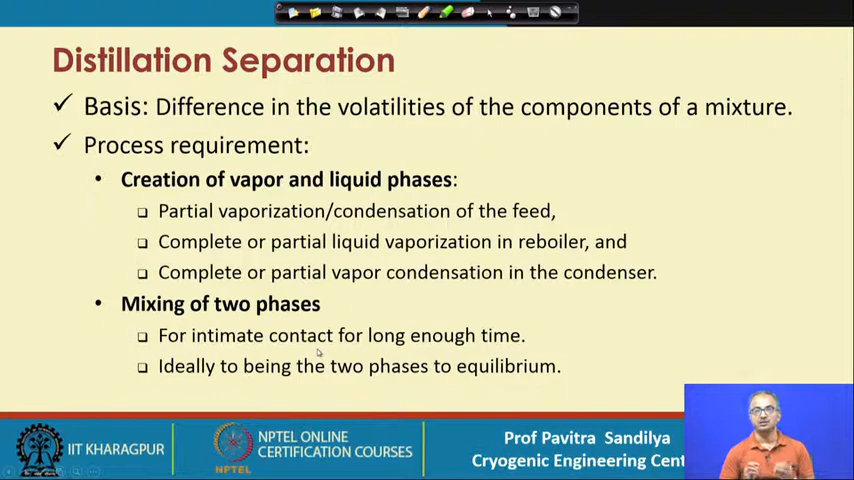 Distillation Separation
Basis: Difference in the volatilities of the components of a mixture.
Process requirement:
Creation of vapor and liquid phases:
Partial vaporization/condensation of the feed,
Complete or partial liquid vaporization in reboiler, and
Complete or partial vapor condensation in the condenser.
Mixing of two phases
For intimate contact for long enough time.
Ideally to being the two phases to equilibrium.
IIT KHARAGPUR
NPTEL
NPTEL ONLINE
CERTIFICATION COURSES
Prof Pavitra Sandilya
Cryogenic Engineering Cent